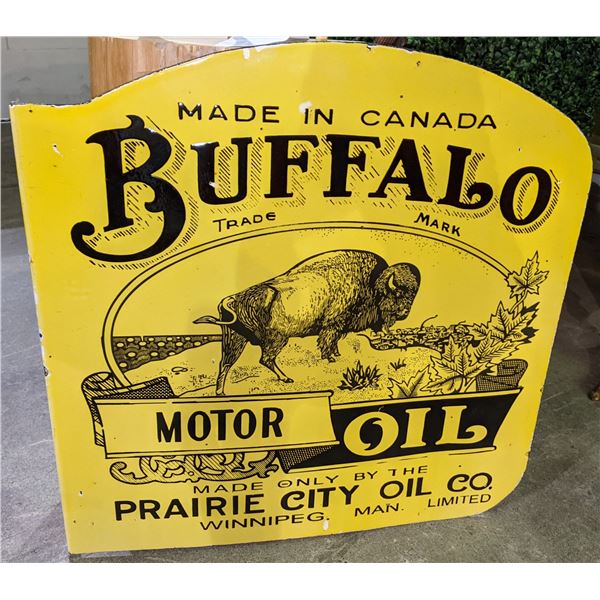 MADE IN CANADA
BUFFALO
TRADE MARK
MOTOR OIL
MADE ONLY BY THE
PRAIRIE CITY OIL CO.
WINNIPEG, MAN. LIMITED